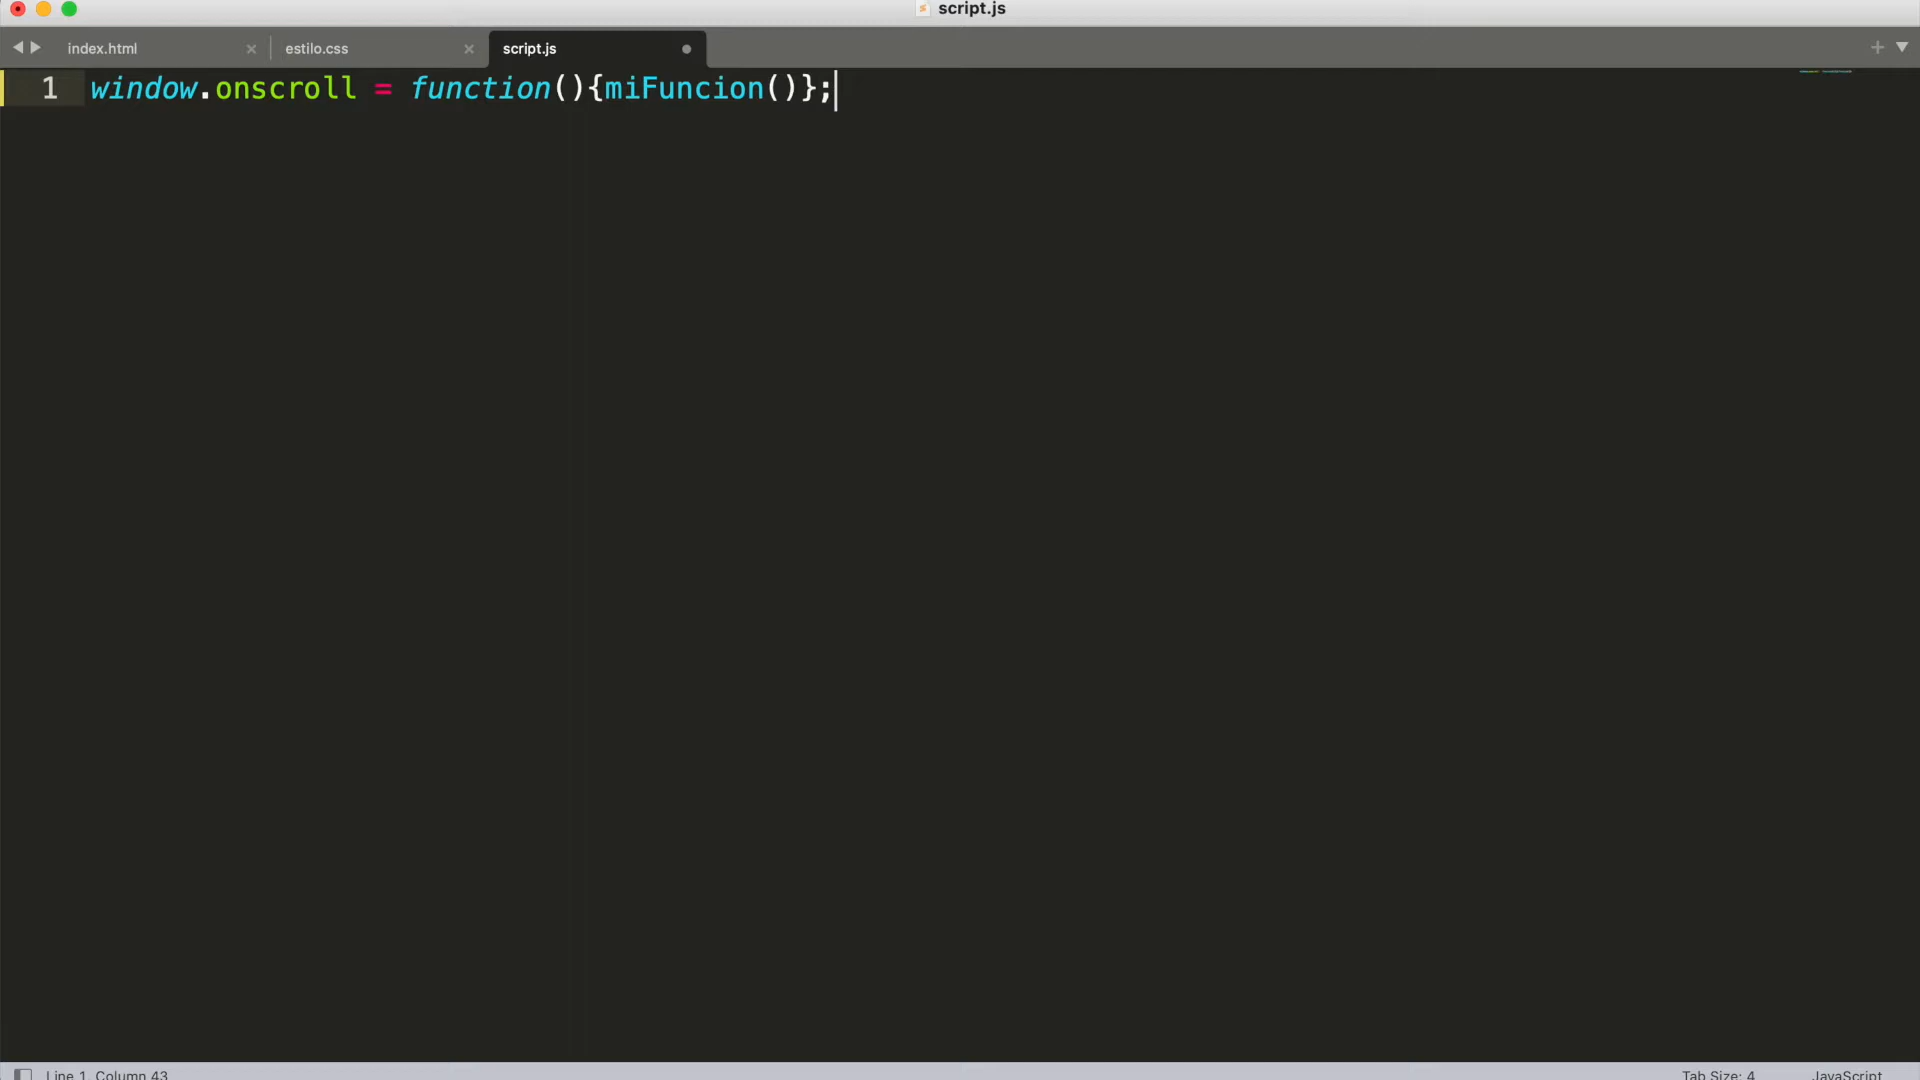 script.js
index.html
estilo.css
script.js
1 window.onscroll = function(){miFuncion()};
Line 1, Column 43
Tab Size: 4
JavaScript